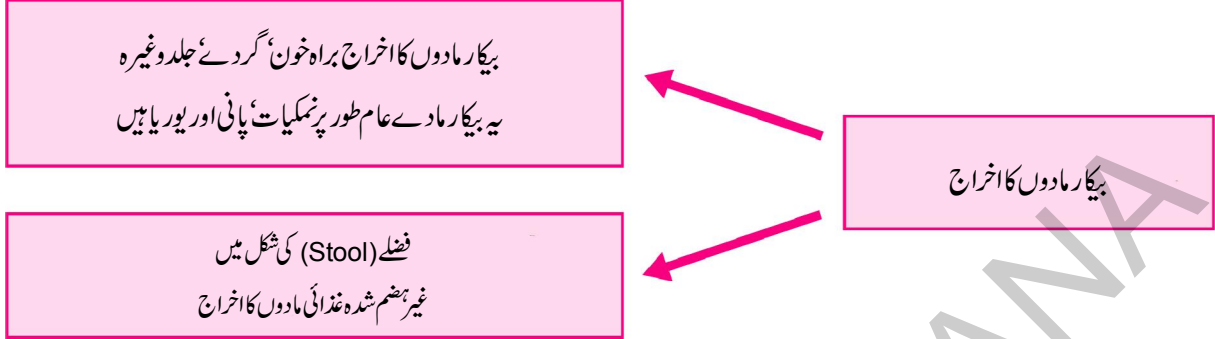 بیکار مادوں کا اخراج
بیکار مادوں کا اخراج براہ خون، گردے، جلد وغیرہ
یہ بیکار مادے عام طور پر نمکیات، پانی اور یوریا ہیں
فضلے (Stool) کی شکل میں
غیر ہضم شدہ غذائی مادوں کا اخراج
ANA